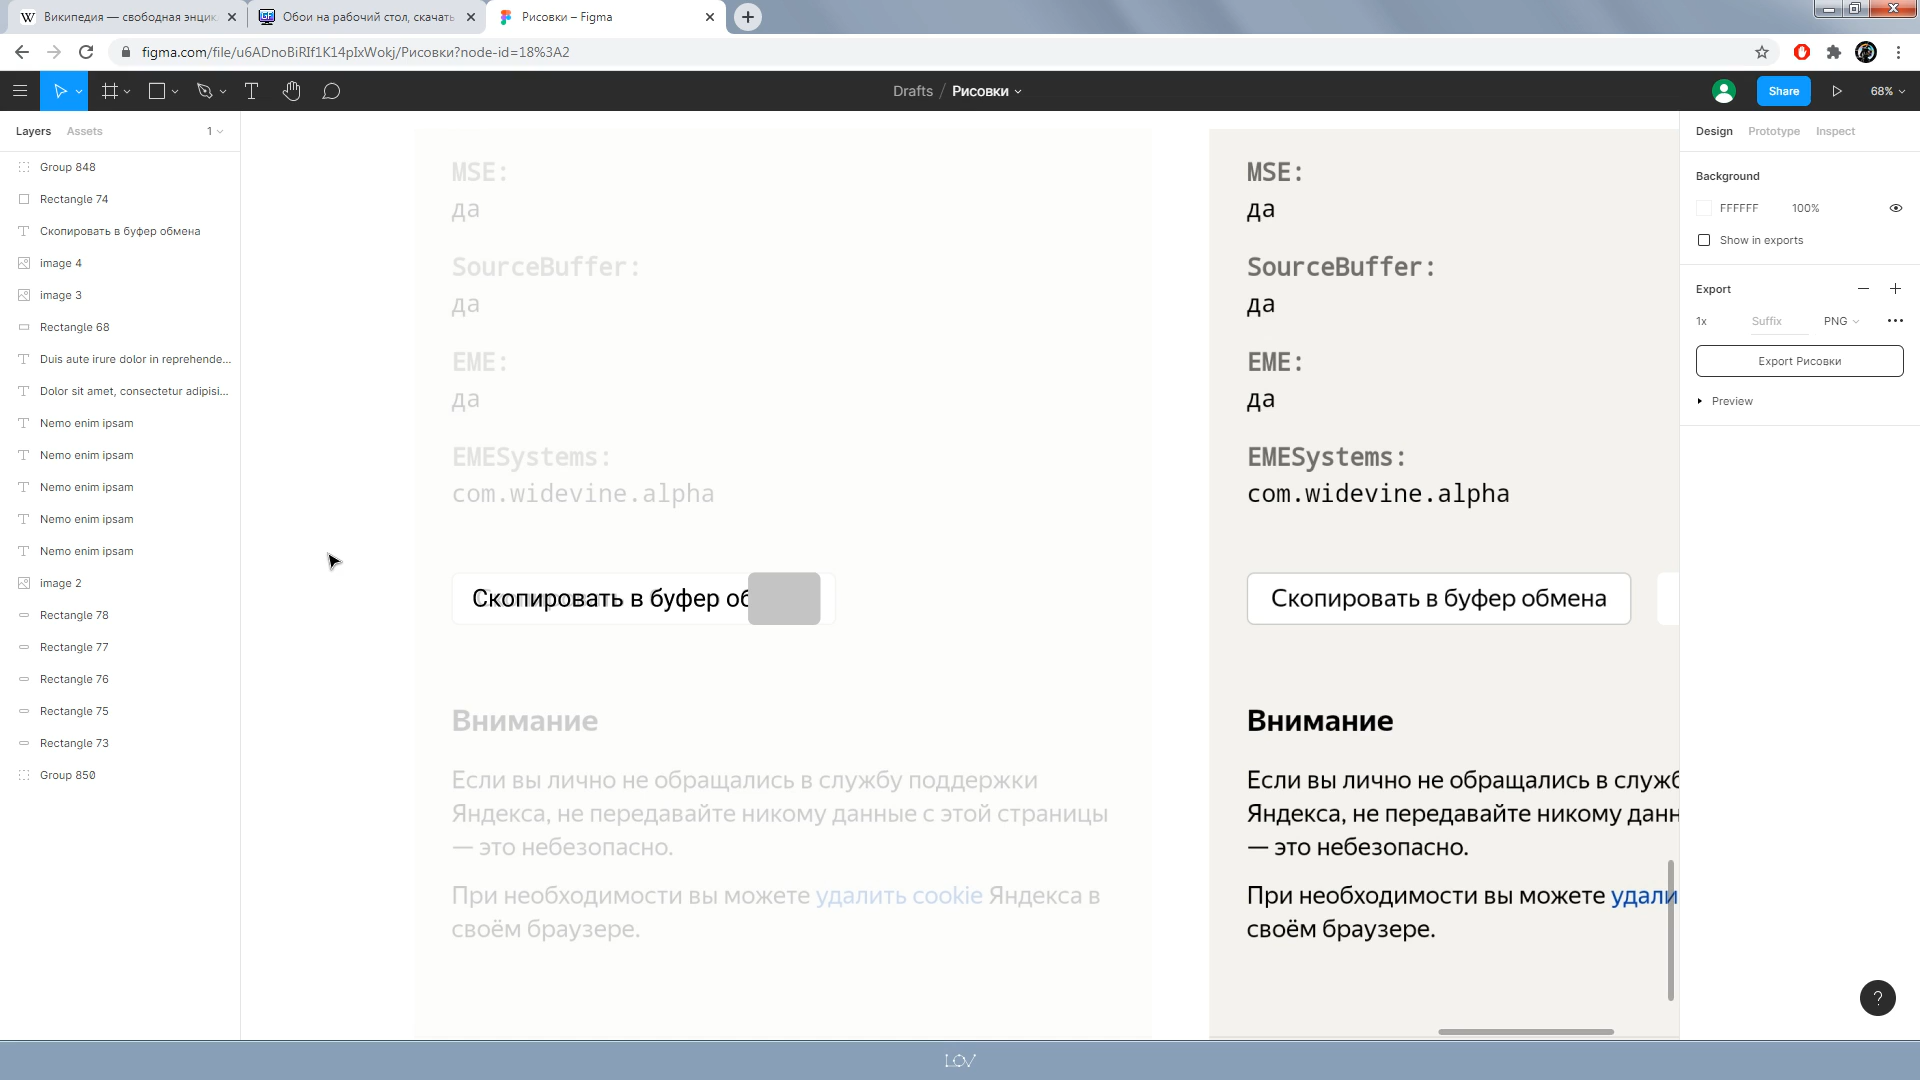 Википедия — свободная энцик
Обои на рабочий стол, скачать
Рисовки – Figma
figma.com/file/u6ADnoBiRIf1K14pIxWokj/Рисовки?node-id=18%3A2
Drafts / Рисовки
Share
68%
Layers
Assets
1
Group 848
Rectangle 74
Скопировать в буфер обмена
image 4
image 3
Rectangle 68
Duis aute irure dolor in reprehende...
Dolor sit amet, consectetur adipisi...
Nemo enim ipsam
Nemo enim ipsam
Nemo enim ipsam
Nemo enim ipsam
Nemo enim ipsam
image 2
Rectangle 78
Rectangle 77
Rectangle 76
Rectangle 75
Rectangle 73
Group 850
MSE:
да
SourceBuffer:
да
EME:
да
EMESystems:
com.widevine.alpha
Скопировать в буфер об
Внимание
Если вы лично не обращались в службу поддержки
Яндекса, не передавайте никому данные с этой страницы
— это небезопасно.
При необходимости вы можете удалить cookie Яндекса в
своём браузере.
MSE:
да
SourceBuffer:
да
EME:
да
EMESystems:
com.widevine.alpha
Скопировать в буфер обмена
Внимание
Если вы лично не обращались в служб
Яндекса, не передавайте никому данн
— это небезопасно.
При необходимости вы можете удали
своём браузере.
Design
Prototype
Inspect
Background
FFFFFF
100%
Show in exports
Export
1x
Suffix
PNG
Export Рисовки
Preview
?
LOV